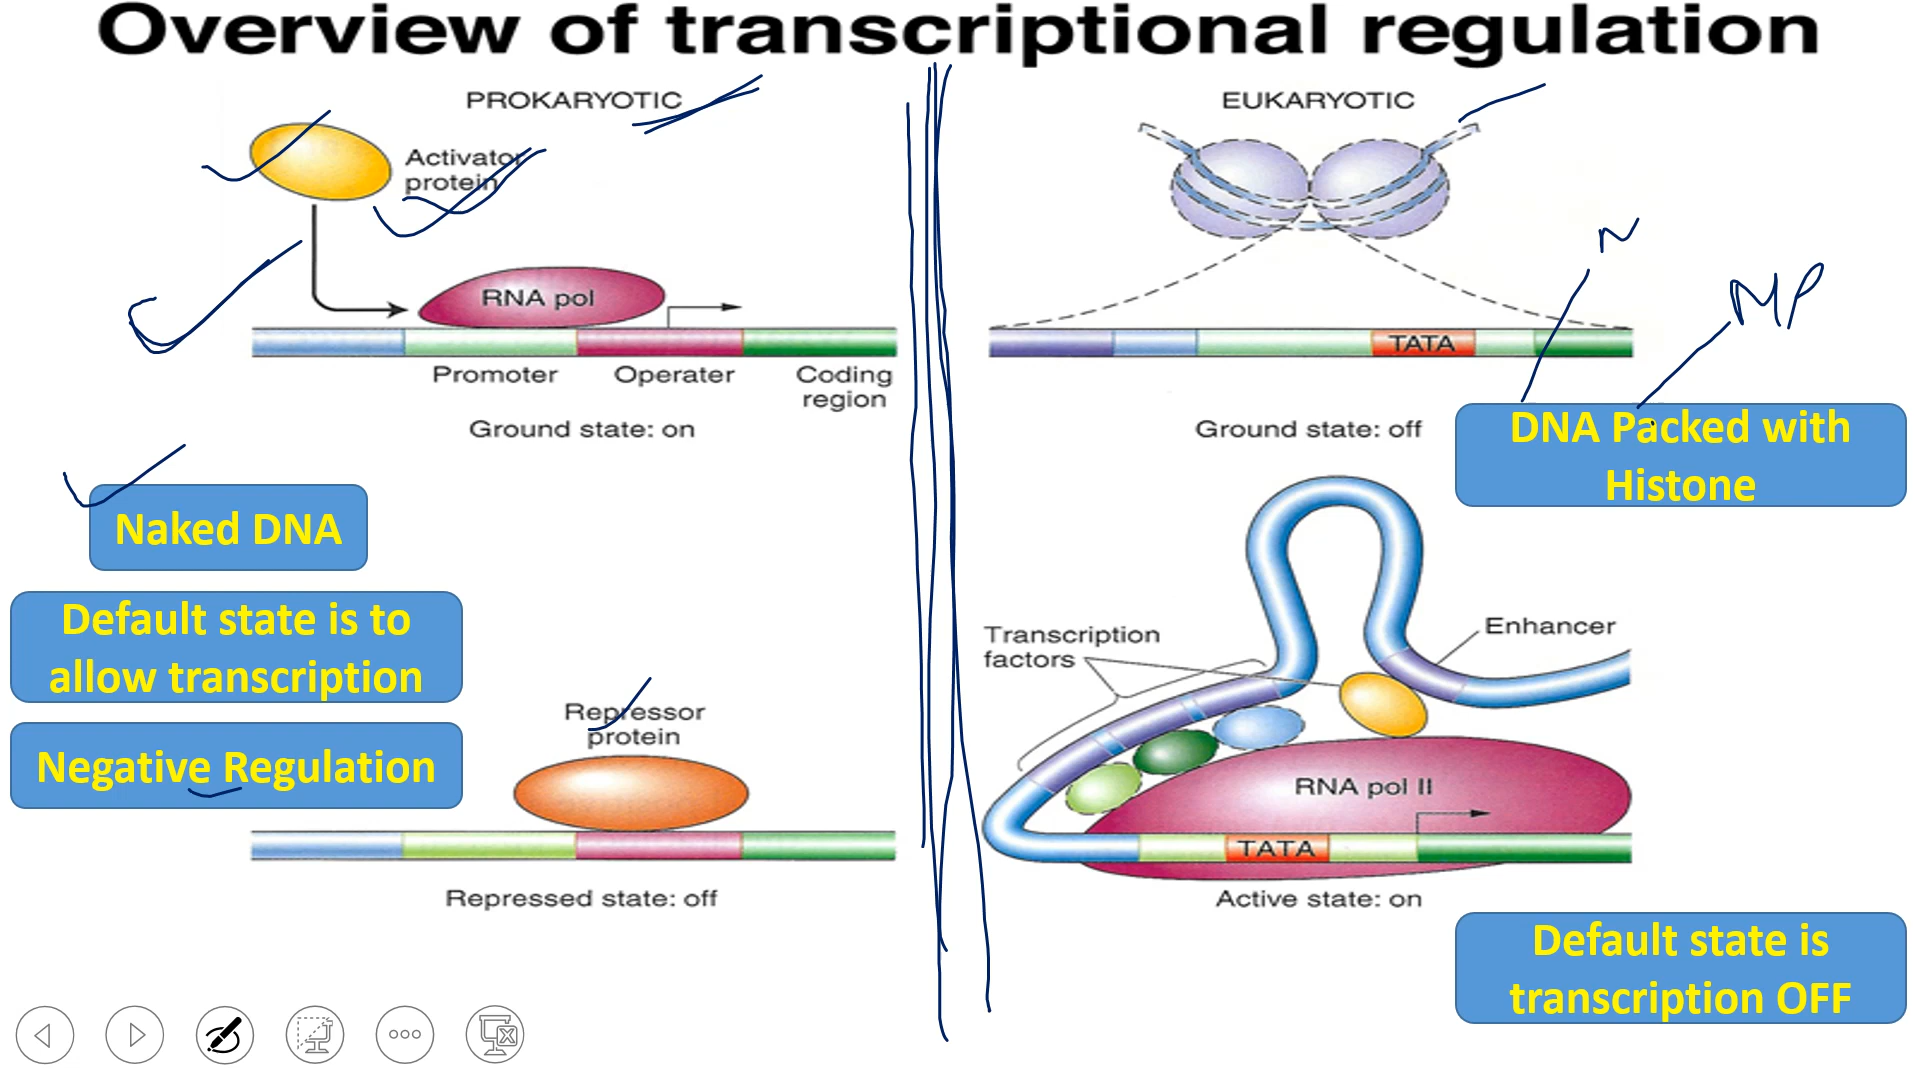 Overview of transcriptional regulation
PROKARYOTIC
Activator
protein
RNA pol
Promoter
Operater
Coding
region
Ground state: on
Naked DNA
Default state is to
allow transcription
Negative Regulation
Repressor
protein
Repressed state: off
EUKARYOTIC
N
NP
TATA
Ground state: off
DNA Packed with
Histone
Transcription
factors
Enhancer
RNA pol II
TATA
Active state: on
Default state is
transcription OFF